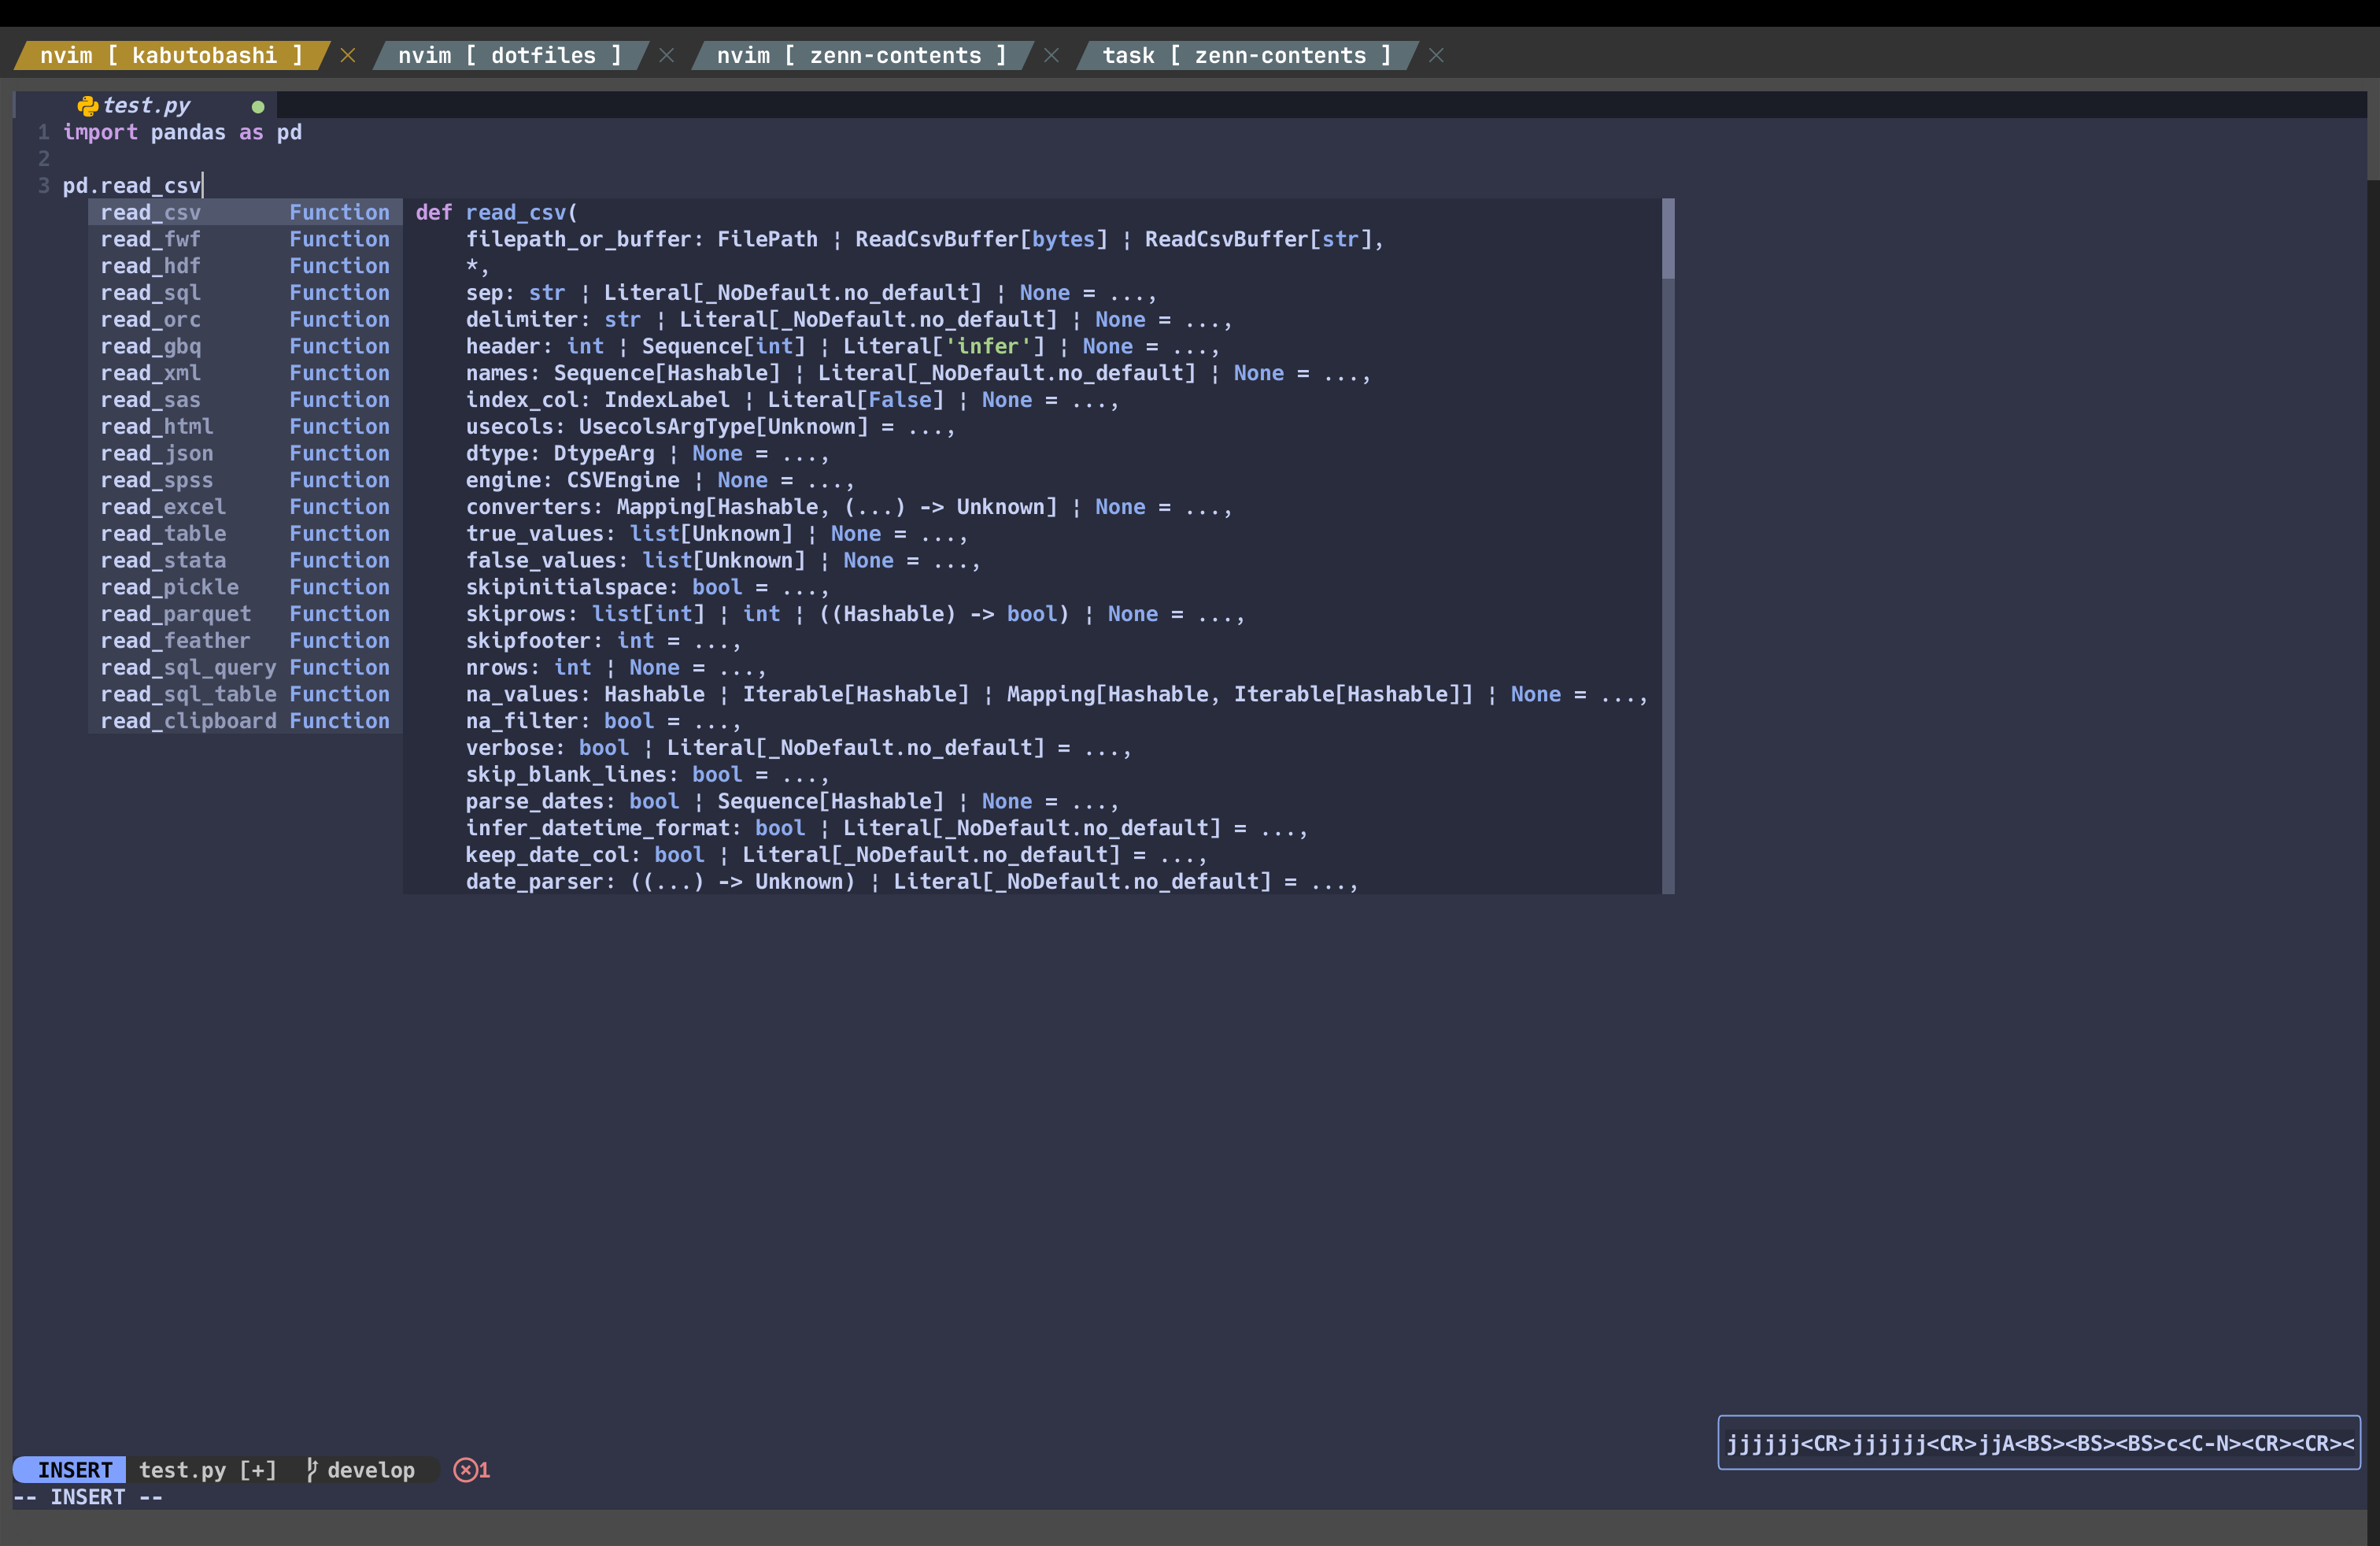 nvim [ kabutobashi ] × nvim [ dotfiles ] × nvim [ zenn-contents ] × task [ zenn-contents ] ×
test.py ●
1 import pandas as pd
2
3 pd.read_csv
read_csv Function
read_fwf Function
read_hdf Function
read_sql Function
read_orc Function
read_gbq Function
read_xml Function
read_sas Function
read_html Function
read_json Function
read_spss Function
read_excel Function
read_table Function
read_stata Function
read_pickle Function
read_parquet Function
read_feather Function
read_sql_query Function
read_sql_table Function
read_clipboard Function
def read_csv(
    filepath_or_buffer: FilePath ¦ ReadCsvBuffer[bytes] ¦ ReadCsvBuffer[str],
    *,
    sep: str ¦ Literal[_NoDefault.no_default] ¦ None = ...,
    delimiter: str ¦ Literal[_NoDefault.no_default] ¦ None = ...,
    header: int ¦ Sequence[int] ¦ Literal['infer'] ¦ None = ...,
    names: Sequence[Hashable] ¦ Literal[_NoDefault.no_default] ¦ None = ...,
    index_col: IndexLabel ¦ Literal[False] ¦ None = ...,
    usecols: UsecolsArgType[Unknown] = ...,
    dtype: DtypeArg ¦ None = ...,
    engine: CSVEngine ¦ None = ...,
    converters: Mapping[Hashable, (...) -> Unknown] ¦ None = ...,
    true_values: list[Unknown] ¦ None = ...,
    false_values: list[Unknown] ¦ None = ...,
    skipinitialspace: bool = ...,
    skiprows: list[int] ¦ int ¦ ((Hashable) -> bool) ¦ None = ...,
    skipfooter: int = ...,
    nrows: int ¦ None = ...,
    na_values: Hashable ¦ Iterable[Hashable] ¦ Mapping[Hashable, Iterable[Hashable]] ¦ None = ...,
    na_filter: bool = ...,
    verbose: bool ¦ Literal[_NoDefault.no_default] = ...,
    skip_blank_lines: bool = ...,
    parse_dates: bool ¦ Sequence[Hashable] ¦ None = ...,
    infer_datetime_format: bool ¦ Literal[_NoDefault.no_default] = ...,
    keep_date_col: bool ¦ Literal[_NoDefault.no_default] = ...,
    date_parser: ((...) -> Unknown) ¦ Literal[_NoDefault.no_default] = ...,
jjjjjj<CR>jjjjjj<CR>jjA<BS><BS><BS>c<C-N><CR><CR><
INSERT test.py [+] develop 1
-- INSERT --